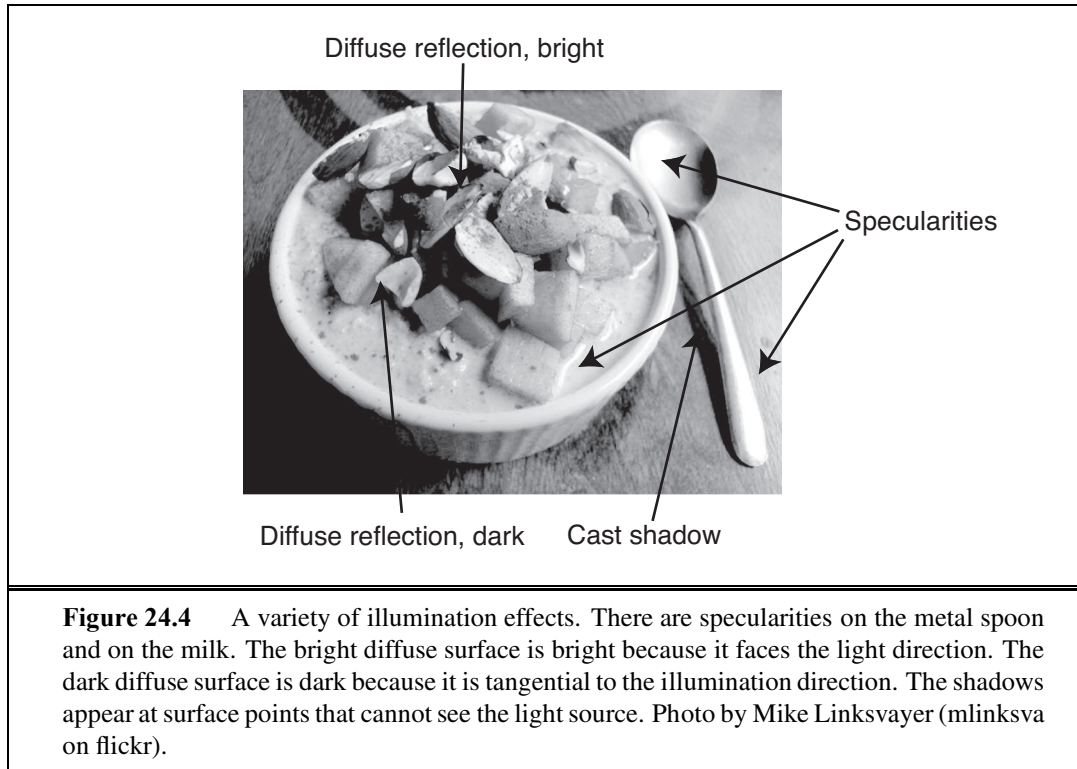 Diffuse reflection, bright
Specularities
Diffuse reflection, dark
Cast shadow
Figure 24.4 A variety of illumination effects. There are specularities on the metal spoon
and on the milk. The bright diffuse surface is bright because it faces the light direction. The
dark diffuse surface is dark because it is tangential to the illumination direction. The shadows
appear at surface points that cannot see the light source. Photo by Mike Linksvayer (mlinksva
on flickr).